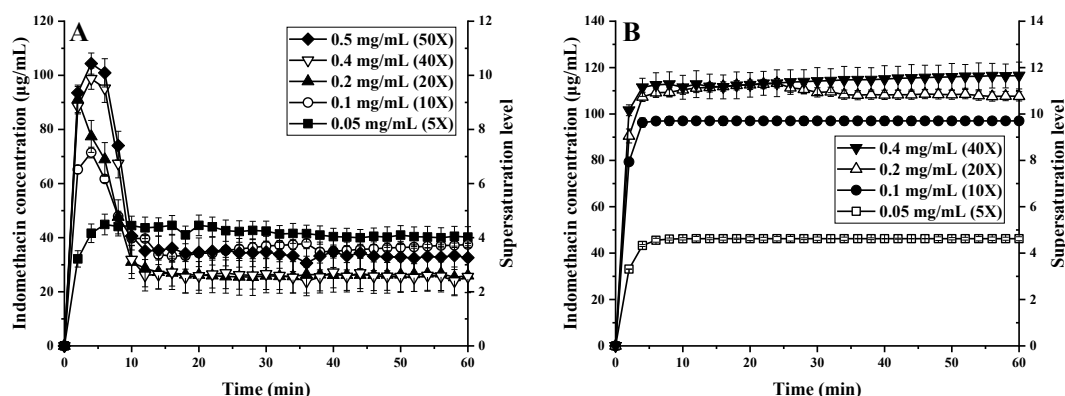 A
Indomethacin concentration (µg/mL)
120
100
80
60
40
20
0
0.5 mg/mL (50X)
0.4 mg/mL (40X)
0.2 mg/mL (20X)
0.1 mg/mL (10X)
0.05 mg/mL (5X)
12
10
8
6
4
2
0
Supersaturation level
0 10 20 30 40 50 60
Time (min)
B
Indomethacin concentration (µg/mL)
140
120
100
80
60
40
20
0
0.4 mg/mL (40X)
0.2 mg/mL (20X)
0.1 mg/mL (10X)
0.05 mg/mL (5X)
14
12
10
8
6
4
2
0
Supersaturation level
0 10 20 30 40 50 60
Time (min)